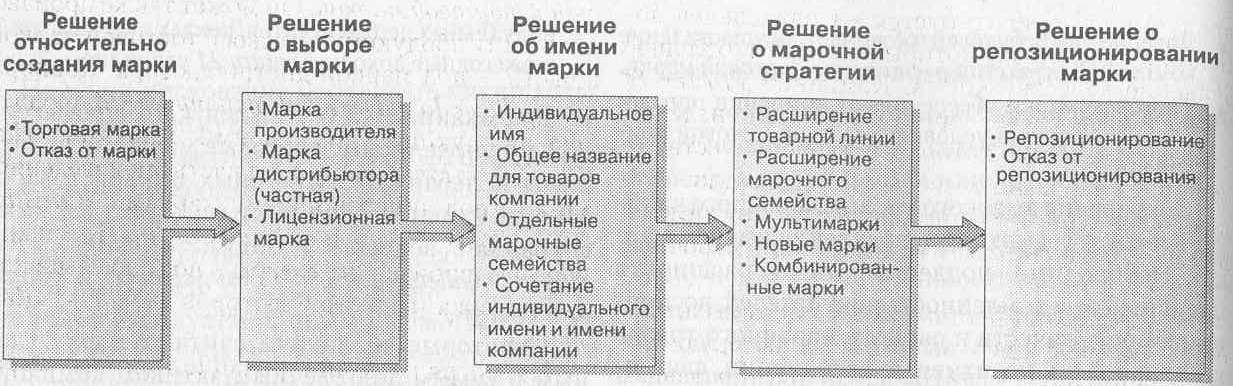 Решение
относительно
создания марки
• Торговая марка
• Отказ от марки
Решение
о выборе
марки
• Марка
производителя
• Марка
дистрибьютора
(частная)
• Лицензионная
марка
Решение
об имени
марки
• Индивидуальное
имя
• Общее название
для товаров
компании
• Отдельные
марочные
семейства
• Сочетание
индивидуального
имени и имени
компании
Решение
о марочной
стратегии
• Расширение
товарной линии
• Расширение
марочного
семейства
• Мультимарки
• Новые марки
• Комбинирован-
ные марки
Решение о
репозиционировании
марки
• Репозиционирование
• Отказ от
репозиционирования